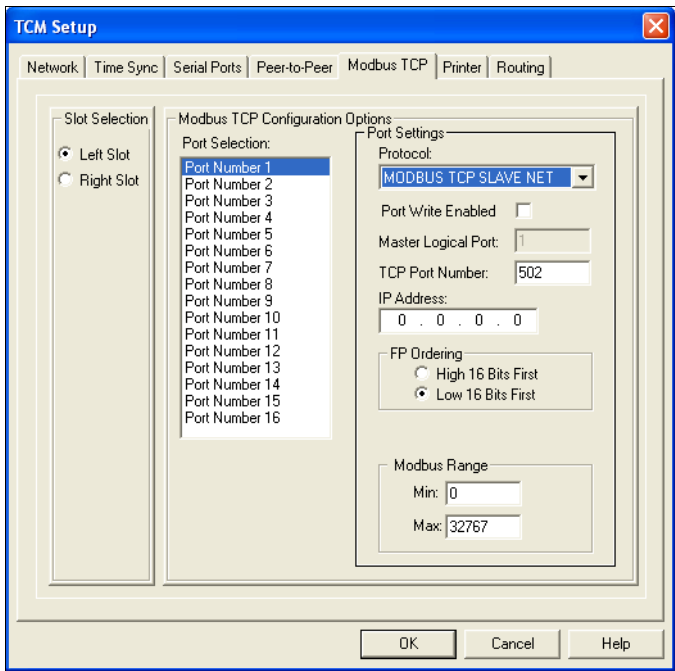 TCM Setup
Network
Time Sync
Serial Ports
Peer-to-Peer
Modbus TCP
Printer
Routing
Slot Selection
Left Slot
Right Slot
Modbus TCP Configuration Options
Port Selection:
Port Number 1
Port Number 2
Port Number 3
Port Number 4
Port Number 5
Port Number 6
Port Number 7
Port Number 8
Port Number 9
Port Number 10
Port Number 11
Port Number 12
Port Number 13
Port Number 14
Port Number 15
Port Number 16
Port Settings
Protocol:
MODBUS TCP SLAVE NET
Port Write Enabled
Master Logical Port: 1
TCP Port Number: 502
IP Address:
0 . 0 . 0 . 0
FP Ordering
High 16 Bits First
Low 16 Bits First
Modbus Range
Min: 0
Max: 32767
OK
Cancel
Help